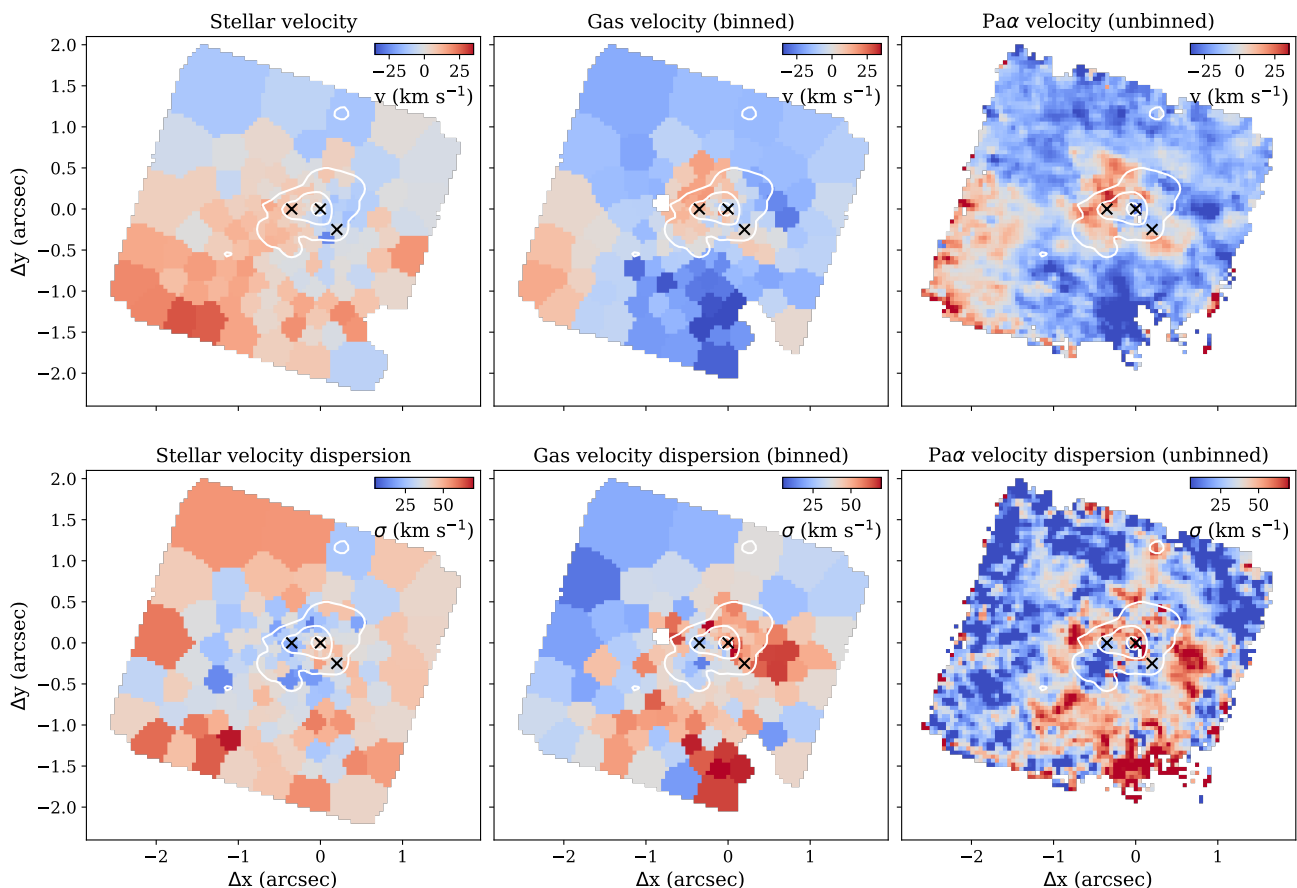 Stellar velocity
Gas velocity (binned)
Paα velocity (unbinned)
−25 0 25
v (km s⁻¹)
−25 0 25
v (km s⁻¹)
−25 0 25
v (km s⁻¹)
2.0
1.5
1.0
0.5
0.0
−0.5
−1.0
−1.5
−2.0
Δy (arcsec)
Stellar velocity dispersion
Gas velocity dispersion (binned)
Paα velocity dispersion (unbinned)
25 50
σ (km s⁻¹)
25 50
σ (km s⁻¹)
25 50
σ (km s⁻¹)
2.0
1.5
1.0
0.5
0.0
−0.5
−1.0
−1.5
−2.0
Δy (arcsec)
−2 −1 0 1
−2 −1 0 1
−2 −1 0 1
Δx (arcsec)
Δx (arcsec)
Δx (arcsec)